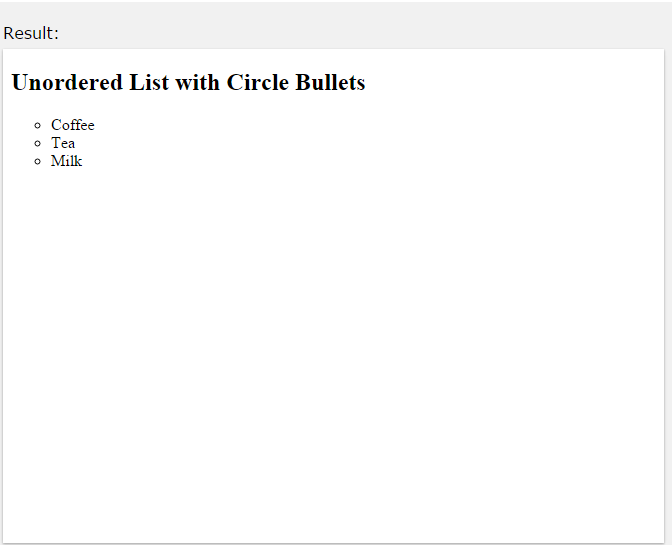 Result:
Unordered List with Circle Bullets
Coffee
Tea
Milk